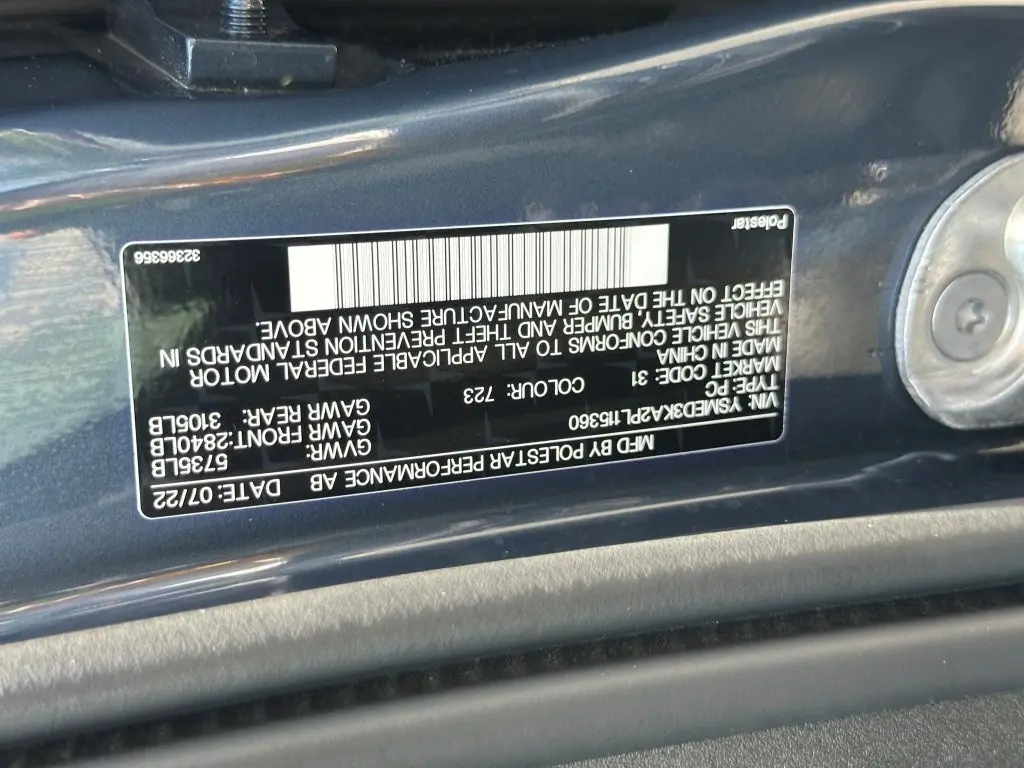 MFD BY POLESTAR PERFORMANCE AB DATE: 07/22
VIN: YSMED3KA2PL115360 GVWR: 5735LB
TYPE: PC GAWR FRONT:2840LB
MARKET CODE: 31 COLOUR: 723 GAWR REAR: 3105LB
MADE IN CHINA
THIS VEHICLE CONFORMS TO ALL APPLICABLE FEDERAL MOTOR
VEHICLE SAFETY, BUMPER AND THEFT PREVENTION STANDARDS IN
EFFECT ON THE DATE OF MANUFACTURE SHOWN ABOVE.
Polestar 32366356